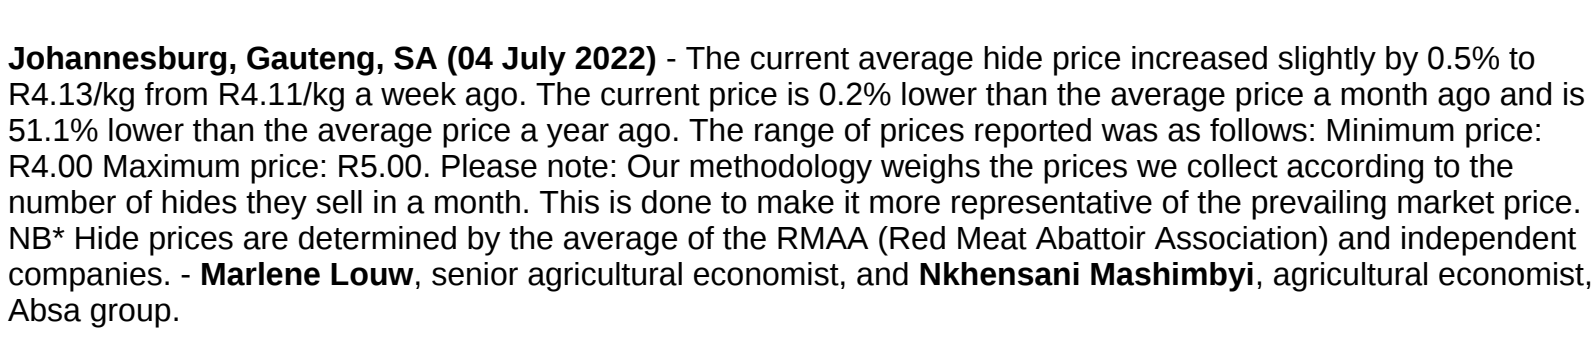 Johannesburg, Gauteng, SA (04 July 2022) - The current average hide price increased slightly by 0.5% to
R4.13/kg from R4.11/kg a week ago. The current price is 0.2% lower than the average price a month ago and is
51.1% lower than the average price a year ago. The range of prices reported was as follows: Minimum price:
R4.00 Maximum price: R5.00. Please note: Our methodology weighs the prices we collect according to the
number of hides they sell in a month. This is done to make it more representative of the prevailing market price.
NB* Hide prices are determined by the average of the RMAA (Red Meat Abattoir Association) and independent
companies. - Marlene Louw, senior agricultural economist, and Nkhensani Mashimbyi, agricultural economist,
Absa group.